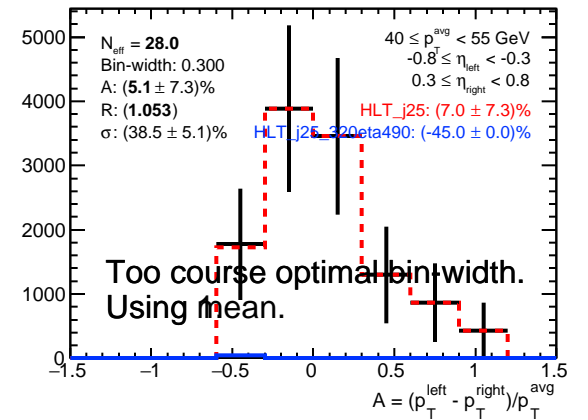 N_eff = 28.0
Bin-width: 0.300
A: (5.1 ± 7.3)%
R: (1.053)
σ: (38.5 ± 5.1)%
40 ≤ p_T^avg < 55 GeV
-0.8 ≤ η_left < -0.3
0.3 ≤ η_right < 0.8
HLT_j25: (7.0 ± 7.3)%
HLT_j25_320eta490: (-45.0 ± 0.0)%
Too course optimal bin-width.
Using mean.
5000
4000
3000
2000
1000
0
−1.5 −1 −0.5 0 0.5 1 1.5
A = (p_T^left - p_T^right)/p_T^avg